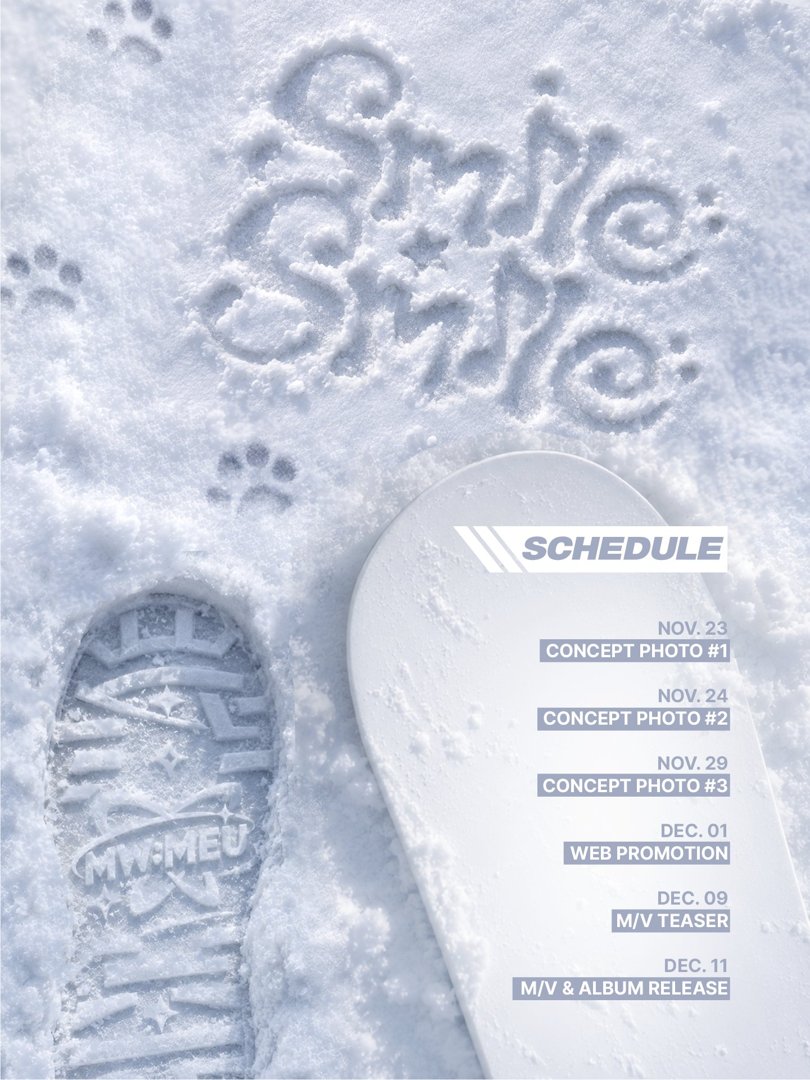 Smile
Smile
SCHEDULE
NOV. 23
CONCEPT PHOTO #1
NOV. 24
CONCEPT PHOTO #2
NOV. 29
CONCEPT PHOTO #3
DEC. 01
WEB PROMOTION
DEC. 09
M/V TEASER
DEC. 11
M/V & ALBUM RELEASE
MW:MEU